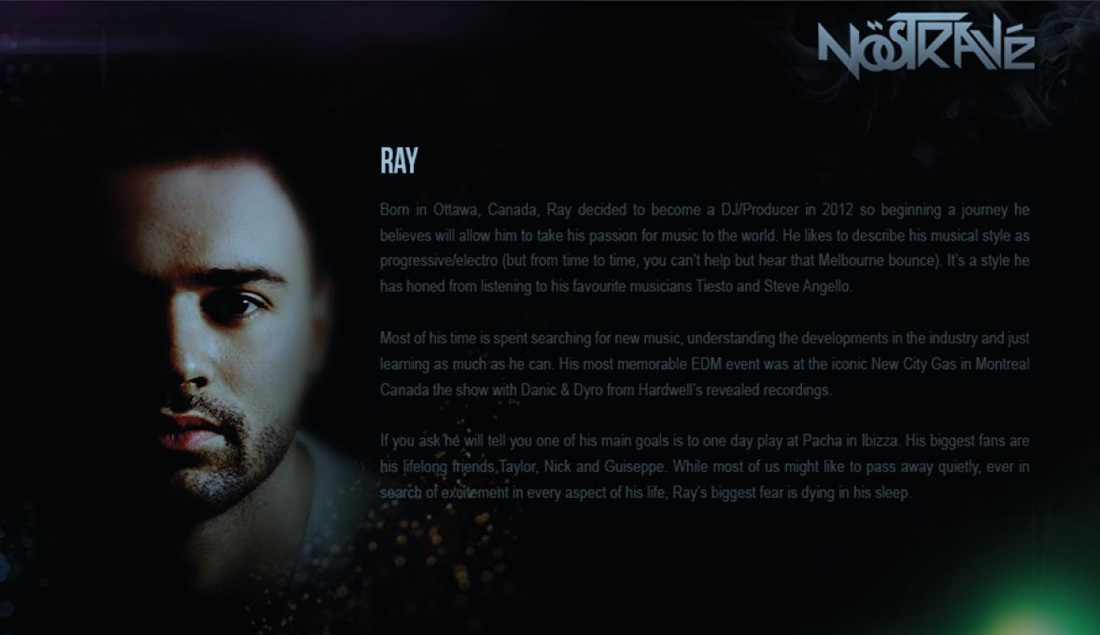 NÖSTRAVÉ
RAY
Born in Ottawa, Canada, Ray decided to become a DJ/Producer in 2012 so beginning a journey he
believes will allow him to take his passion for music to the world. He likes to describe his musical style as
progressive/electro (but from time to time, you can't help but hear that Melbourne bounce). It's a style he
has honed from listening to his favourite musicians Tiesto and Steve Angello.
Most of his time is spent searching for new music, understanding the developments in the industry and just
learning as much as he can. His most memorable EDM event was at the iconic New City Gas in Montreal
Canada the show with Danic & Dyro from Hardwell's revealed recordings.
If you ask he will tell you one of his main goals is to one day play at Pacha in Ibizza. His biggest fans are
his lifelong friends,Taylor, Nick and Guiseppe. While most of us might like to pass away quietly, ever in
search of excitement in every aspect of his life, Ray's biggest fear is dying in his sleep.